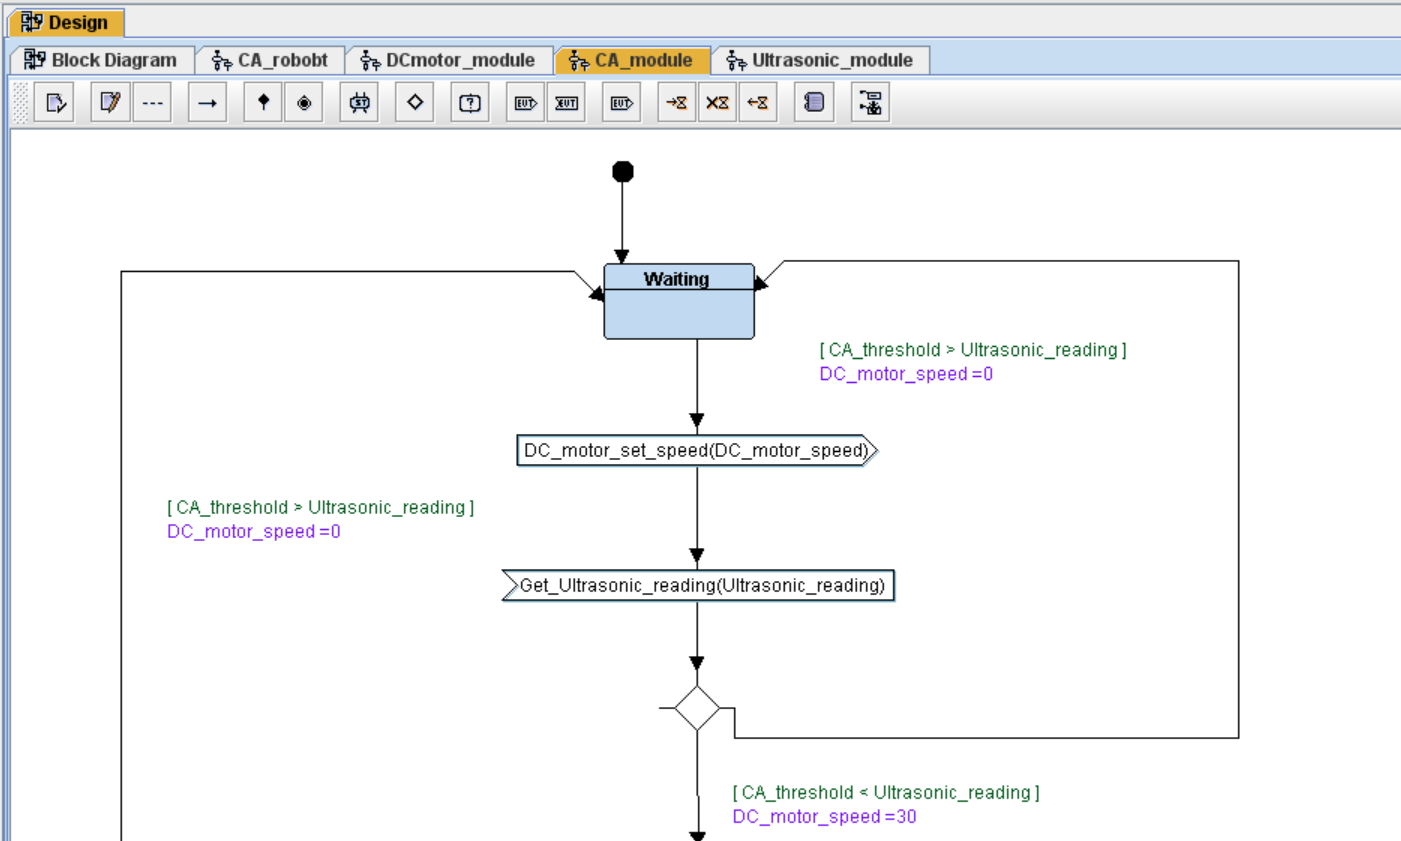 Design
Block Diagram
CA_robobt
DCmotor_module
CA_module
Ultrasonic_module
Waiting
[ CA_threshold > Ultrasonic_reading ]
DC_motor_speed =0
DC_motor_set_speed(DC_motor_speed)
[ CA_threshold > Ultrasonic_reading ]
DC_motor_speed =0
Get_Ultrasonic_reading(Ultrasonic_reading)
[ CA_threshold < Ultrasonic_reading ]
DC_motor_speed =30